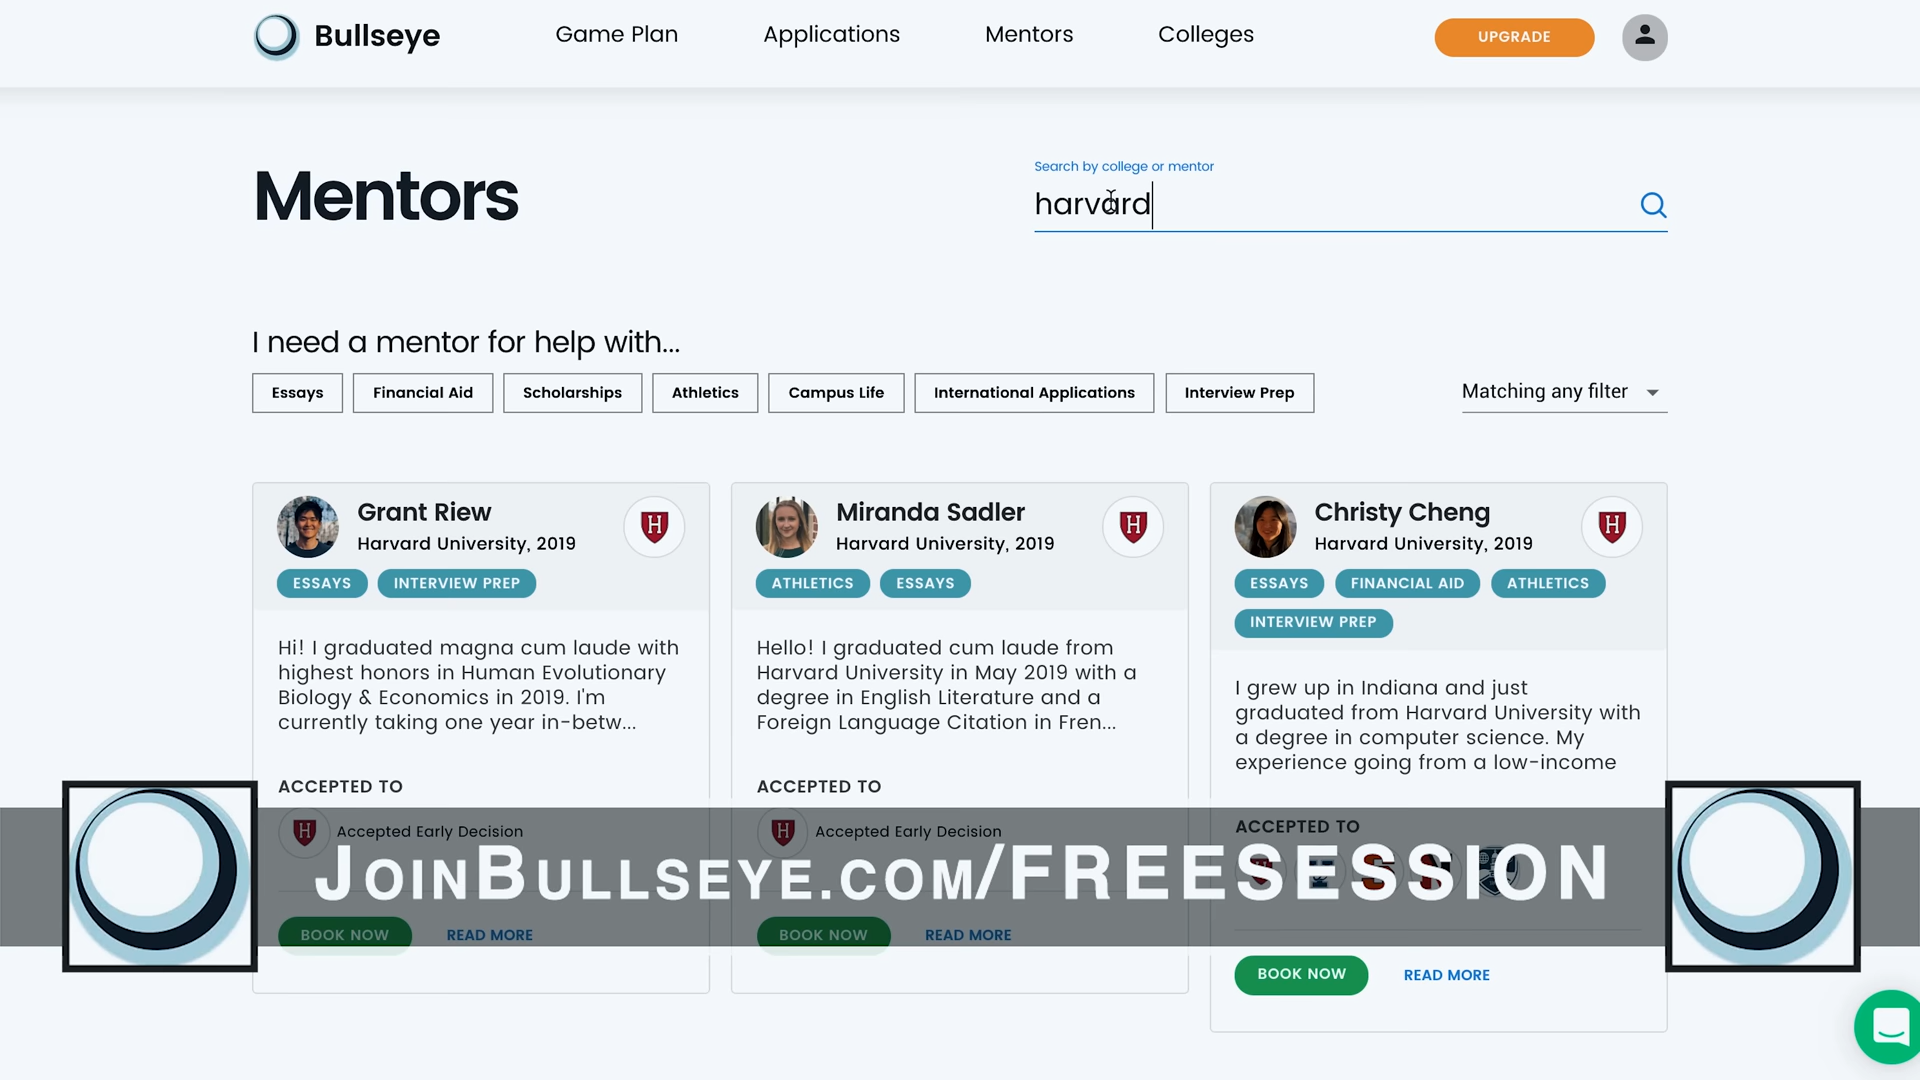 Bullseye
Game Plan
Applications
Mentors
Colleges
UPGRADE
Mentors
Search by college or mentor
harvard
I need a mentor for help with...
Essays
Financial Aid
Scholarships
Athletics
Campus Life
International Applications
Interview Prep
Matching any filter
Grant Riew
Harvard University, 2019
H
ESSAYS
INTERVIEW PREP
Hi! I graduated magna cum laude with
highest honors in Human Evolutionary
Biology & Economics in 2019. I'm
currently taking one year in-betw...
ACCEPTED TO
H
Accepted Early Decision
BOOK NOW
READ MORE
Miranda Sadler
Harvard University, 2019
H
ATHLETICS
ESSAYS
Hello! I graduated cum laude from
Harvard University in May 2019 with a
degree in English Literature and a
Foreign Language Citation in Fren...
ACCEPTED TO
H
Accepted Early Decision
BOOK NOW
READ MORE
Christy Cheng
Harvard University, 2019
H
ESSAYS
FINANCIAL AID
ATHLETICS
INTERVIEW PREP
I grew up in Indiana and just
graduated from Harvard University with
a degree in computer science. My
experience going from a low-income
ACCEPTED TO
BOOK NOW
READ MORE
JOINBULLSEYE.COM/FREESESSION